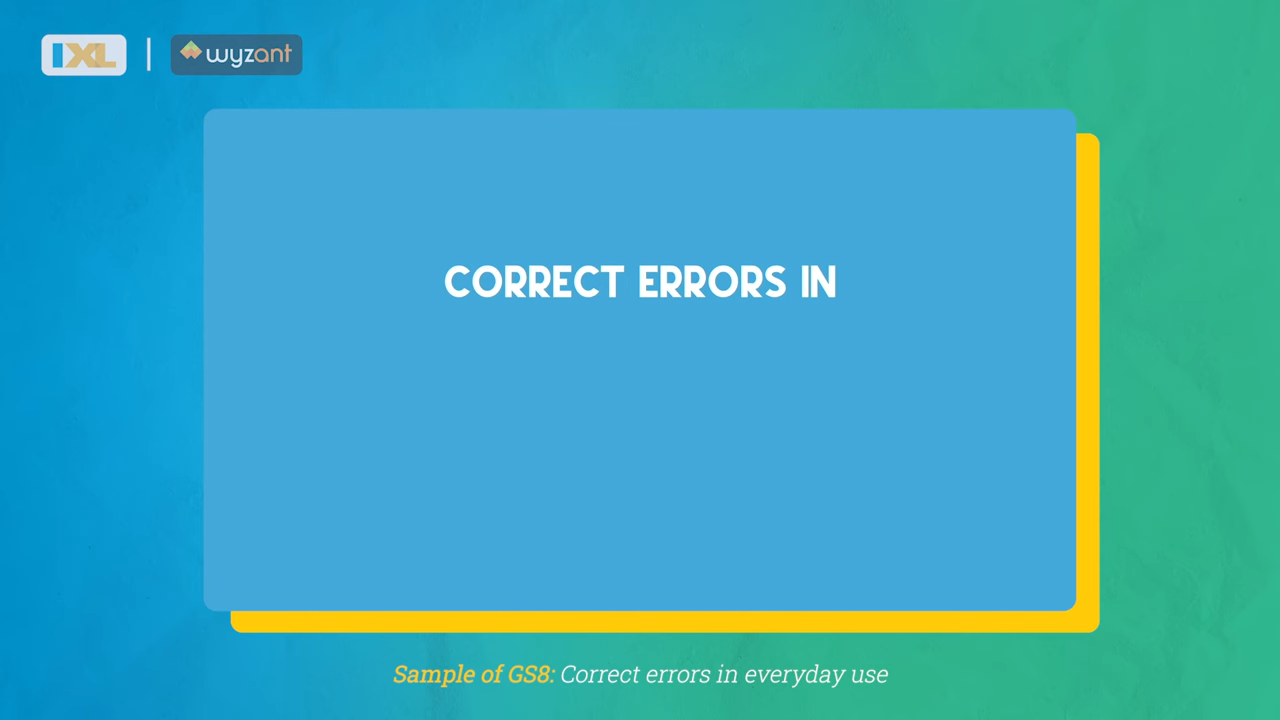 IXL | wyzant
CORRECT ERRORS IN
Sample of GS8: Correct errors in everyday use